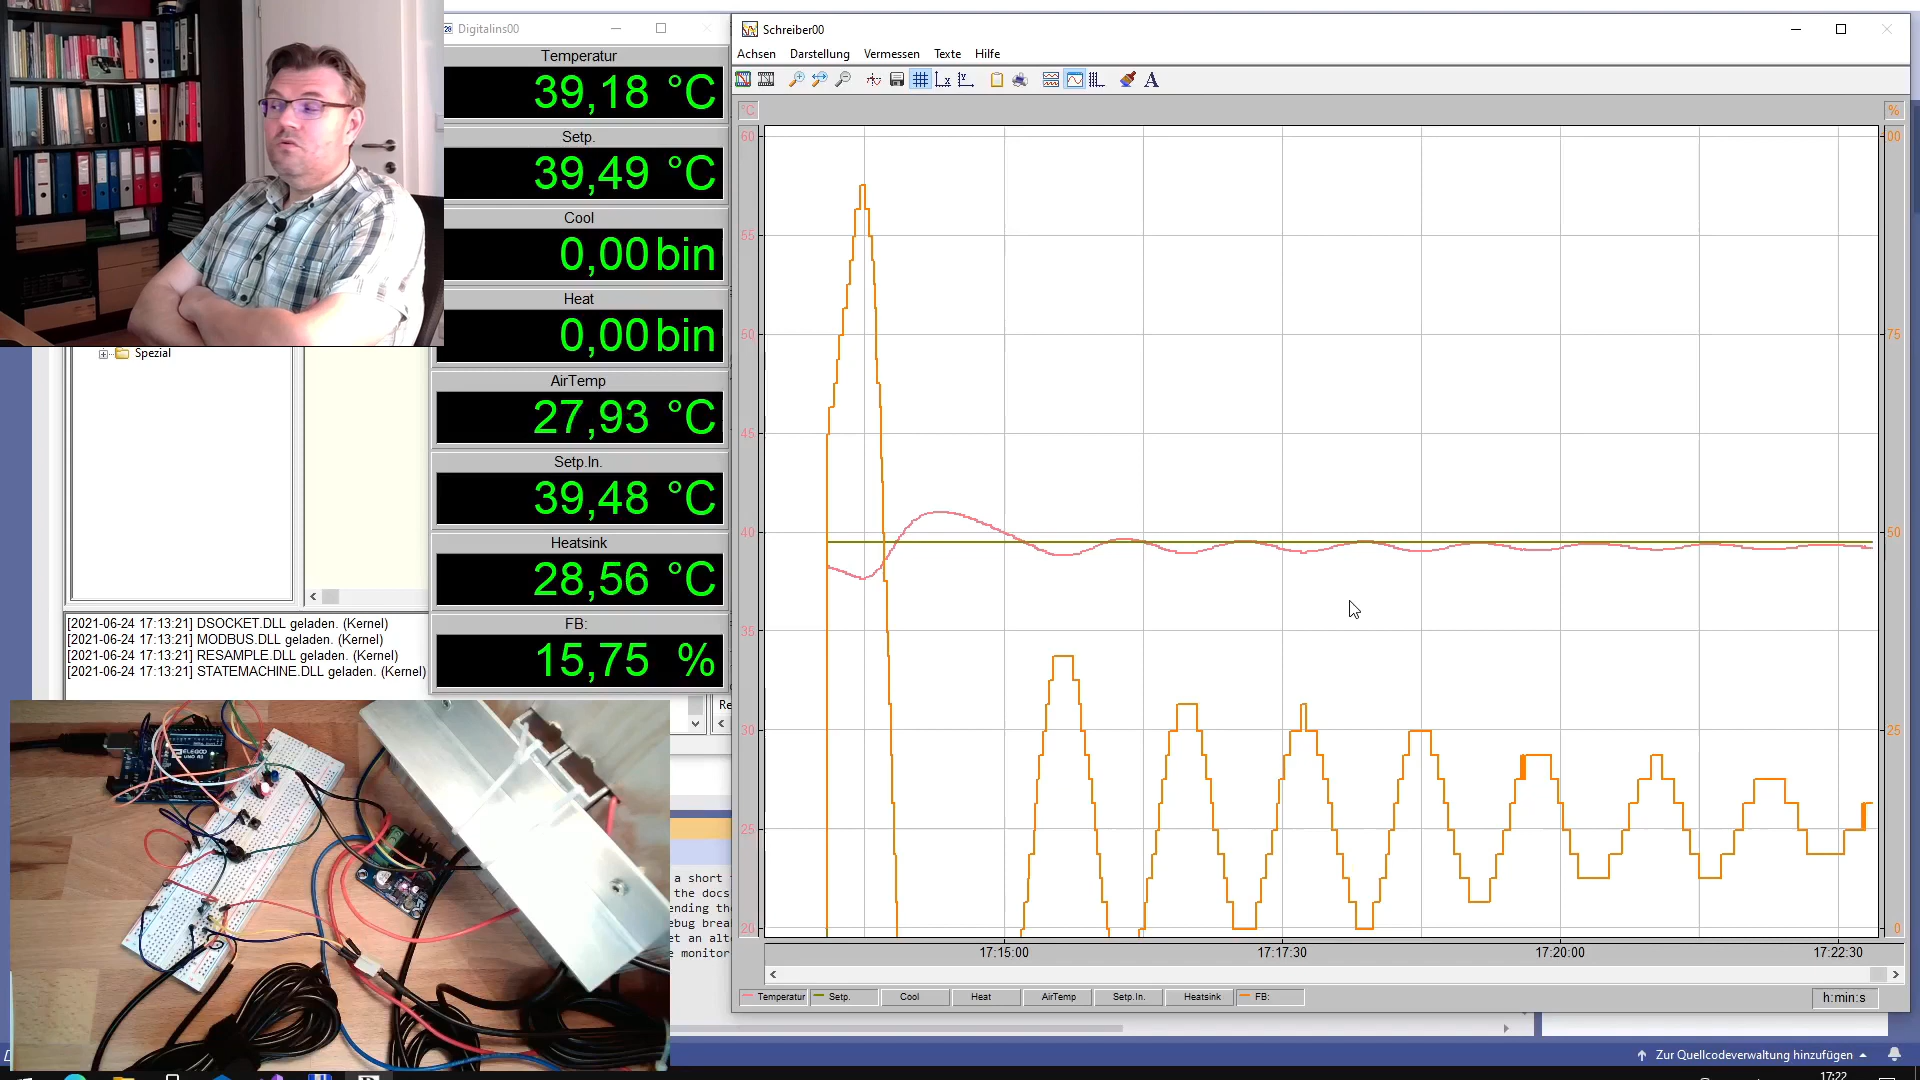 Digitalins00
Temperatur
39,18 °C
Setp.
39,49 °C
Cool
0,00 bin
Heat
0,00 bin
AirTemp
27,93 °C
Setp.In.
39,48 °C
Heatsink
28,56 °C
FB:
15,75 %
Schreiber00
Achsen Darstellung Vermessen Texte Hilfe
°C
%
60
55
50
45
40
35
30
25
20
00
75
50
25
0
17:15:00 17:17:30 17:20:00 17:22:30
Temperatur Setp. Cool Heat AirTemp Setp.In. Heatsink FB:
h:min:s
Spezial
[2021-06-24 17:13:21] DSOCKET.DLL geladen. (Kernel)
[2021-06-24 17:13:21] MODBUS.DLL geladen. (Kernel)
[2021-06-24 17:13:21] RESAMPLE.DLL geladen. (Kernel)
[2021-06-24 17:13:21] STATEMACHINE.DLL geladen. (Kernel)
Re
a short
the docs
ending the
ebug brea
et an alt
e monitor
ELEGOO
UNO R3
Zur Quellcodeverwaltung hinzufügen
17:22